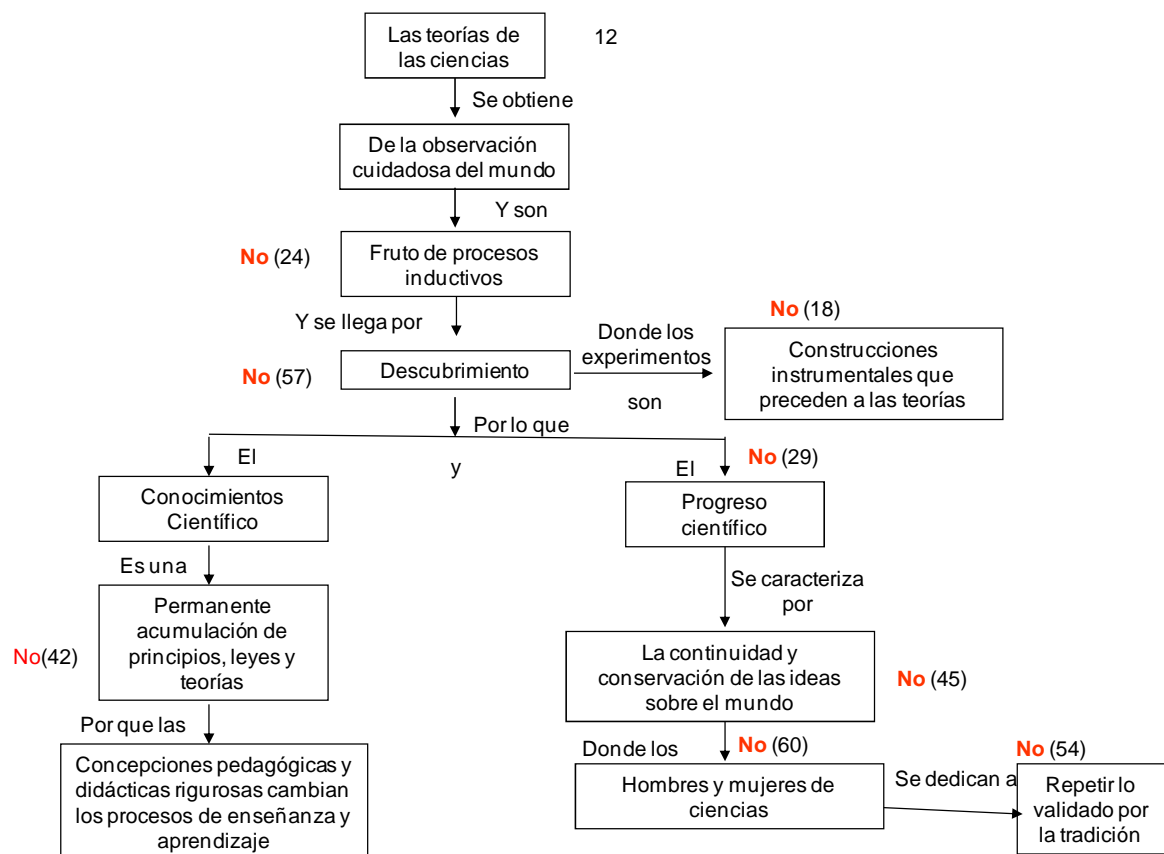 Las teorías de
las ciencias
12
Se obtiene
De la observación
cuidadosa del mundo
Y son
No (24)
Fruto de procesos
inductivos
Y se llega por
No (57)
Descubrimiento
Donde los
experimentos
son
No (18)
Construcciones
instrumentales que
preceden a las teorías
Por lo que
El
y
El
No (29)
Conocimientos
Científico
Es una
No(42)
Permanente
acumulación de
principios, leyes y
teorías
Por que las
Concepciones pedagógicas y
didácticas rigurosas cambian
los procesos de enseñanza y
aprendizaje
Progreso
científico
Se caracteriza
por
La continuidad y
conservación de las ideas
sobre el mundo
No (45)
Donde los
No (60)
Hombres y mujeres de
ciencias
Se dedican a
No (54)
Repetir lo
validado por
la tradición